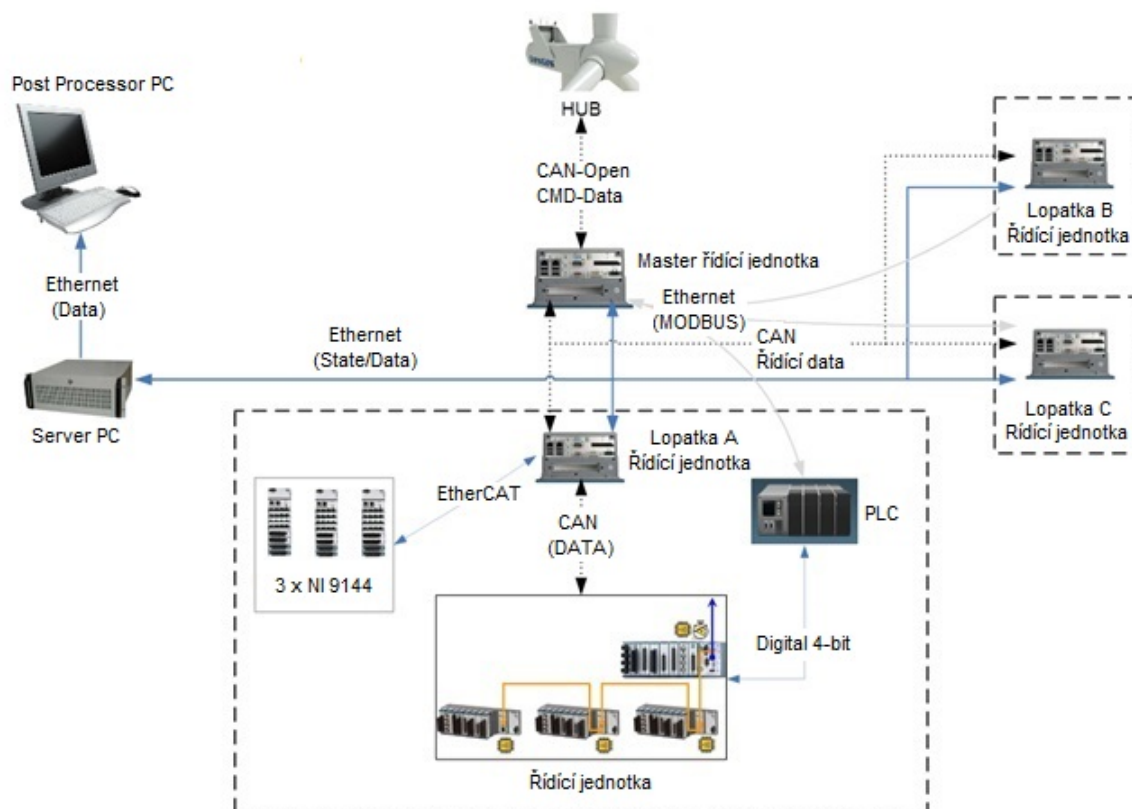 HUB
Post Processor PC
CAN-Open
CMD-Data
Master řídící jednotka
Lopatka B
Řídící jednotka
Ethernet
(Data)
Ethernet
(MODBUS)
Ethernet
(State/Data)
CAN
Řídící data
Server PC
Lopatka C
Řídící jednotka
Lopatka A
Řídící jednotka
EtherCAT
CAN
(DATA)
PLC
3 x NI 9144
Digital 4-bit
Řídící jednotka